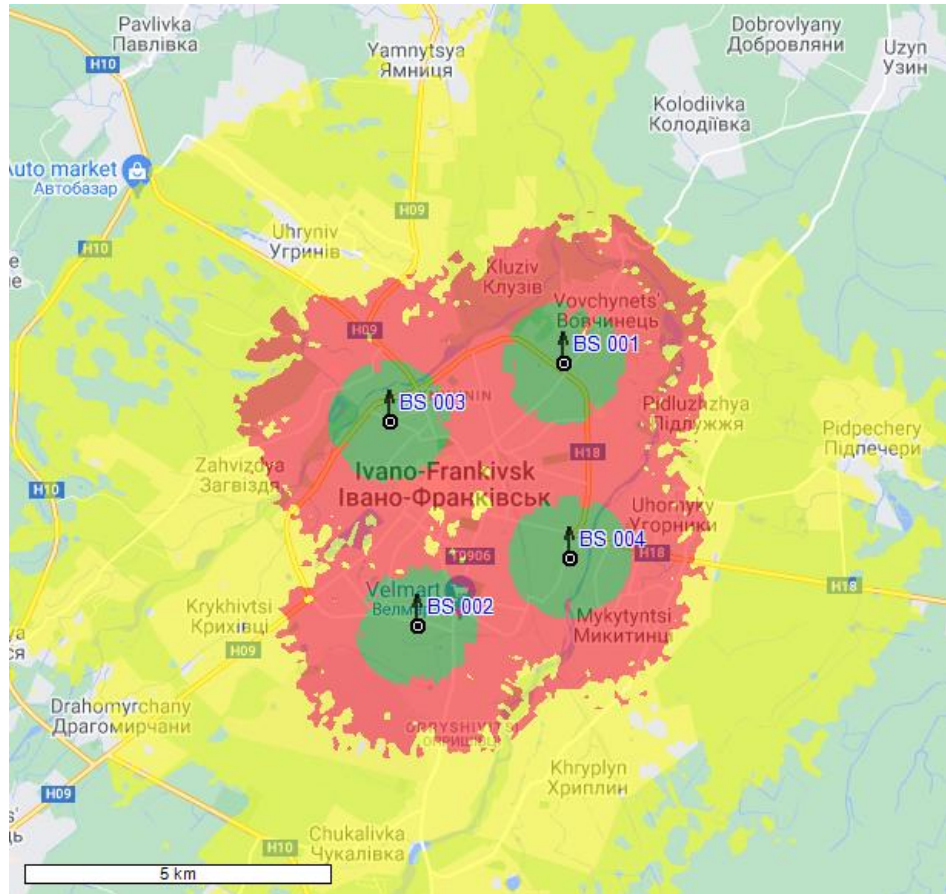 Pavlivka
Павлівка
H10
Yamnytsya
Ямниця
Dobrovlyany
Добровляни
Uzyn
Узин
Kolodiivka
Колодіївка
Auto market
Автобазар
H09
H10
Uhryniv
Угринів
Kluziv
Клузів
Vovchynets'
Вовчинець
H09
BS 001
BS 003
Pidluzhzhya
Підлужжя
Pidpechery
Підпечери
H18
Zahvizdya
Загвіздя
Ivano-Frankivsk
Івано-Франківськ
H10
Uhornyky
Угорники
BS 004
T0906
H18
H18
Velmart
BS 002
Krykhivtsi
Крихівці
H09
Mykytyntsi
Микитинці
Drahomyrchany
Драгомирчани
Khryplyn
Хриплин
H09
Chukalivka
Чукалівка
H10
5 km